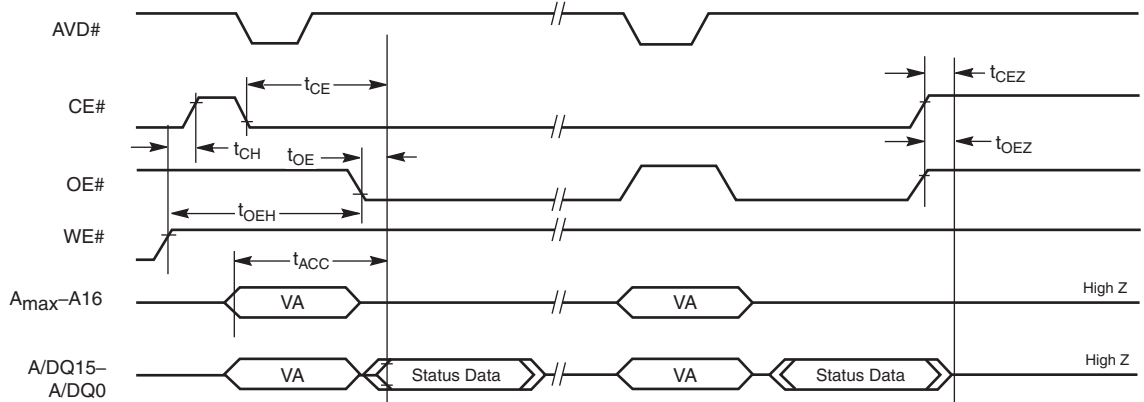 AVD#
t_CE
t_CEZ
CE#
t_CH
t_OE
t_OEZ
OE#
t_OEH
WE#
t_ACC
A_max–A16
VA
VA
High Z
A/DQ15–
A/DQ0
VA
Status Data
VA
Status Data
High Z